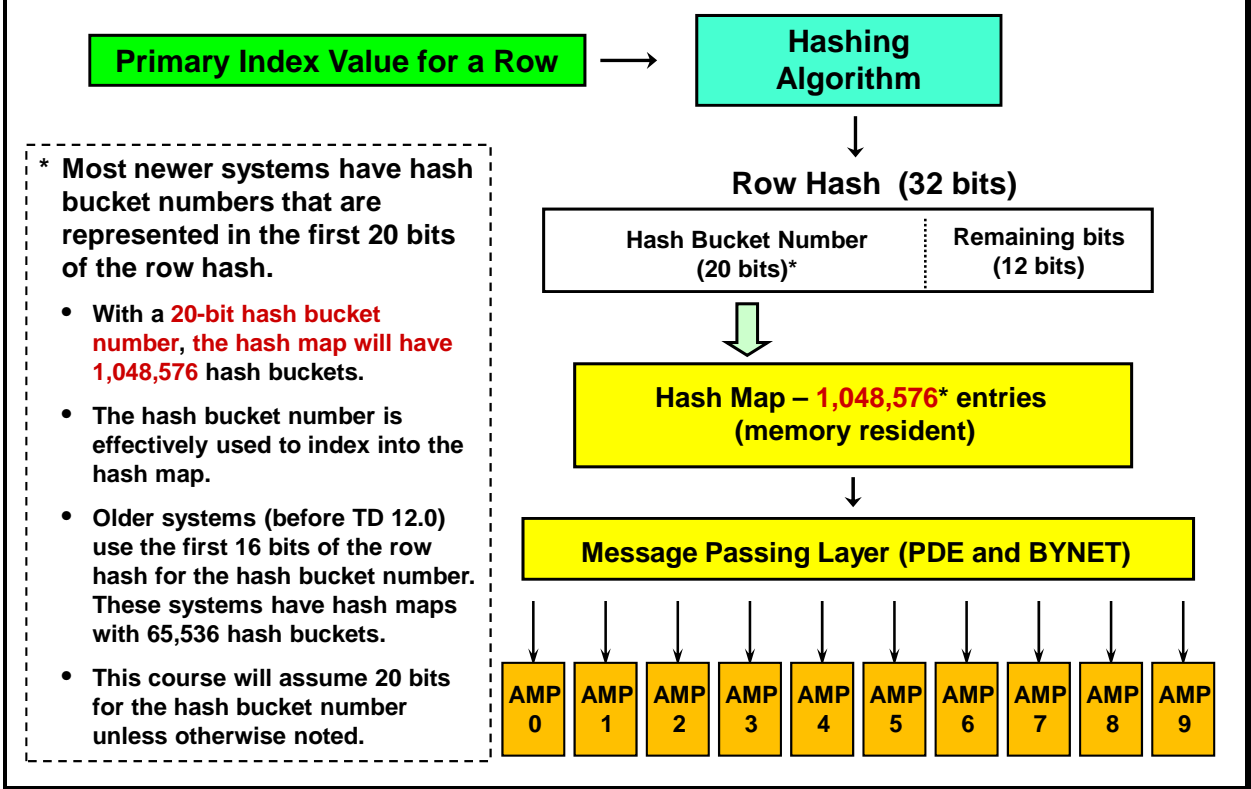 Primary Index Value for a Row
Hashing
Algorithm
Row Hash (32 bits)
Hash Bucket Number
(20 bits)*
Remaining bits
(12 bits)
Hash Map – 1,048,576* entries
(memory resident)
Message Passing Layer (PDE and BYNET)
AMP
0
AMP
1
AMP
2
AMP
3
AMP
4
AMP
5
AMP
6
AMP
7
AMP
8
AMP
9
* Most newer systems have hash
bucket numbers that are
represented in the first 20 bits
of the row hash.
• With a 20-bit hash bucket
number, the hash map will have
1,048,576 hash buckets.
• The hash bucket number is
effectively used to index into the
hash map.
• Older systems (before TD 12.0)
use the first 16 bits of the row
hash for the hash bucket number.
These systems have hash maps
with 65,536 hash buckets.
• This course will assume 20 bits
for the hash bucket number
unless otherwise noted.